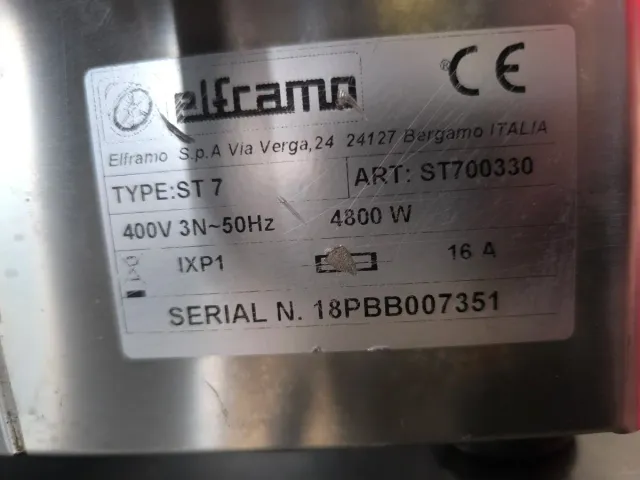 elframo CE
Elframo S.p.A Via Verga,24 24127 Bergamo ITALIA
TYPE:ST 7 ART: ST700330
400V 3N~50Hz 4800 W
IXP1 16 A
SERIAL N. 18PBB007351